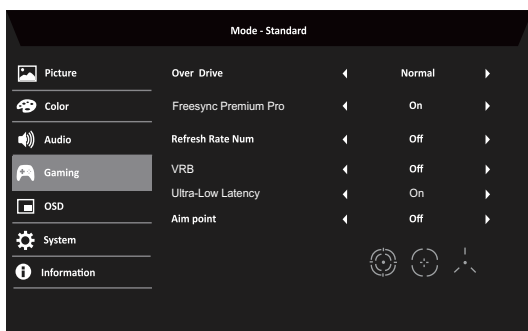 Mode - Standard
Picture
Color
Audio
Gaming
OSD
System
Information
Over Drive Normal
Freesync Premium Pro On
Refresh Rate Num Off
VRB Off
Ultra-Low Latency On
Aim point Off